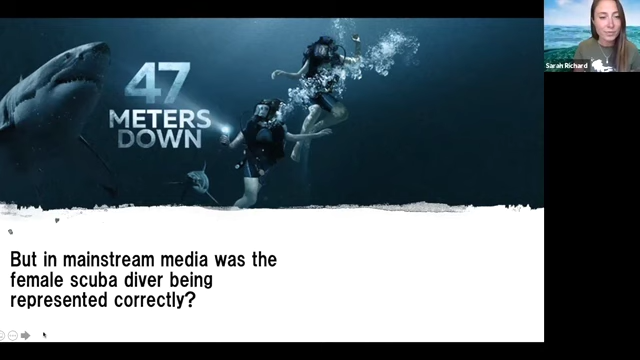 47
METERS
DOWN
Sarah Richard
But in mainstream media was the
female scuba diver being
represented correctly?